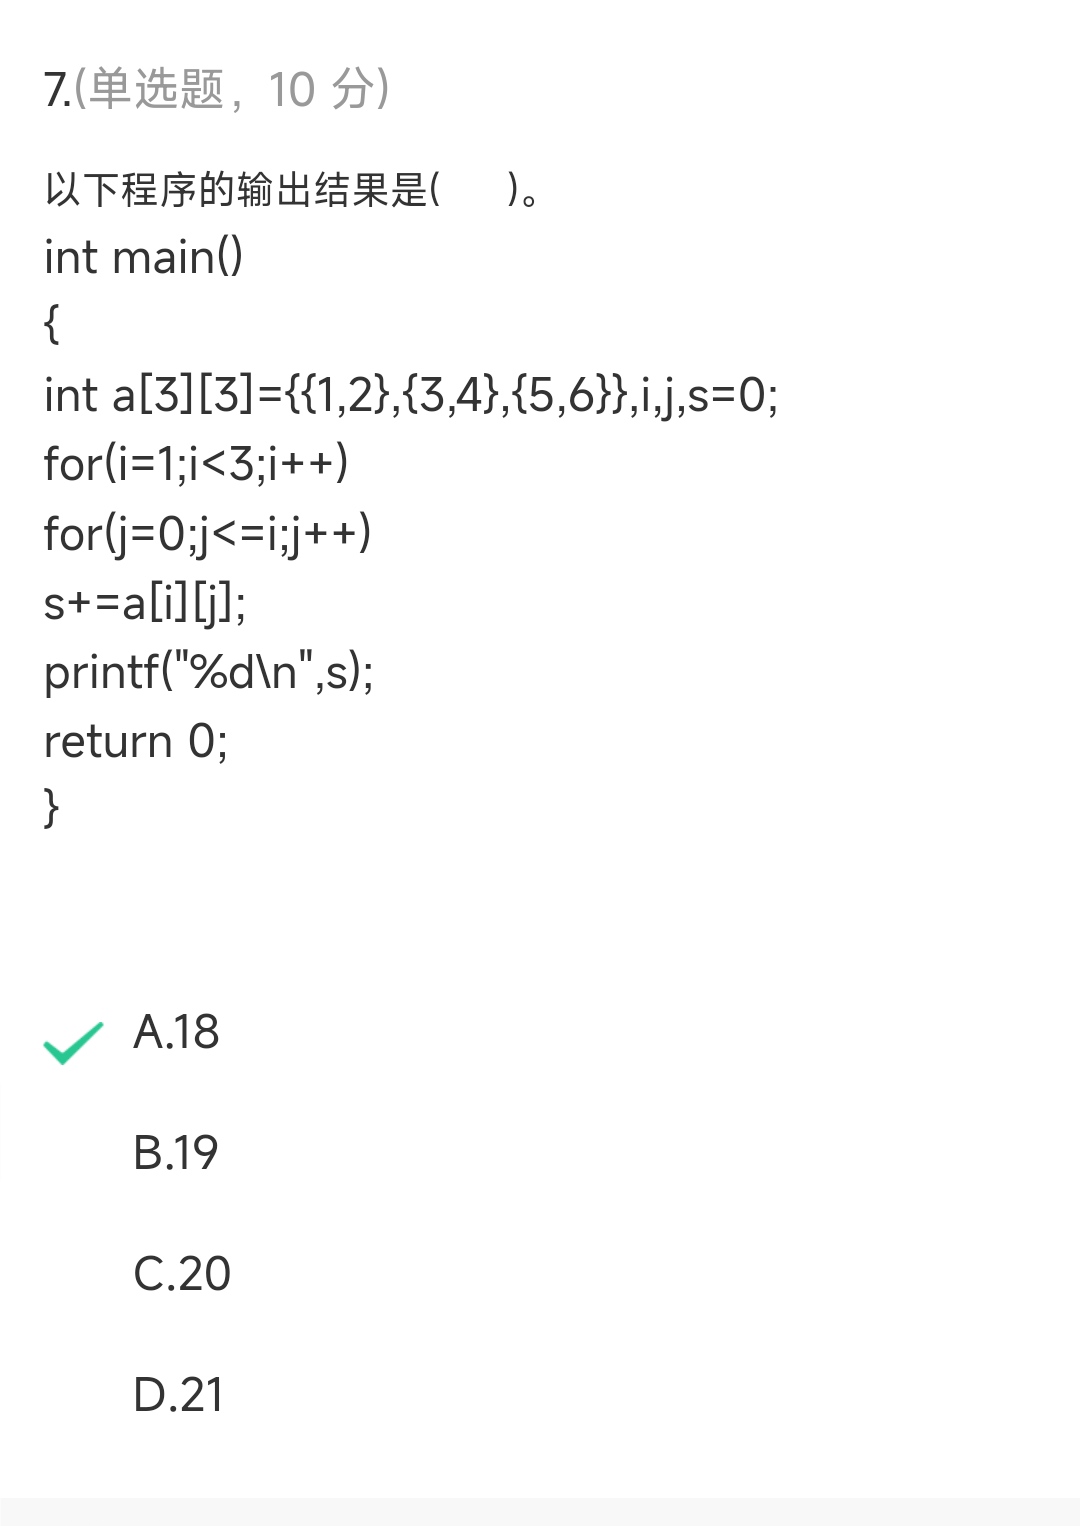 7.(单选题, 10 分)
以下程序的输出结果是(  )。
int main()
{
int a[3][3]={{1,2},{3,4},{5,6}},i,j,s=0;
for(i=1;i<3;i++)
for(j=0;j<=i;j++)
s+=a[i][j];
printf("%d\n",s);
return 0;
}
A.18
B.19
C.20
D.21